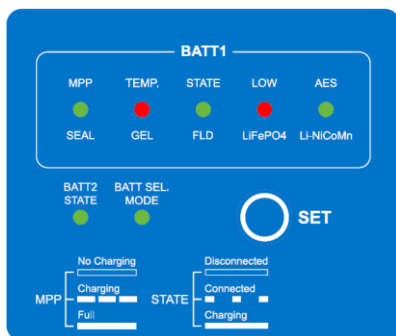 BATT1
MPP TEMP. STATE LOW AES
SEAL GEL FLD LiFePO4 Li-NiCoMn
BATT2 BATT SEL.
STATE MODE
SET
No Charging Disconnected
MPP Charging STATE Connected
Full Charging